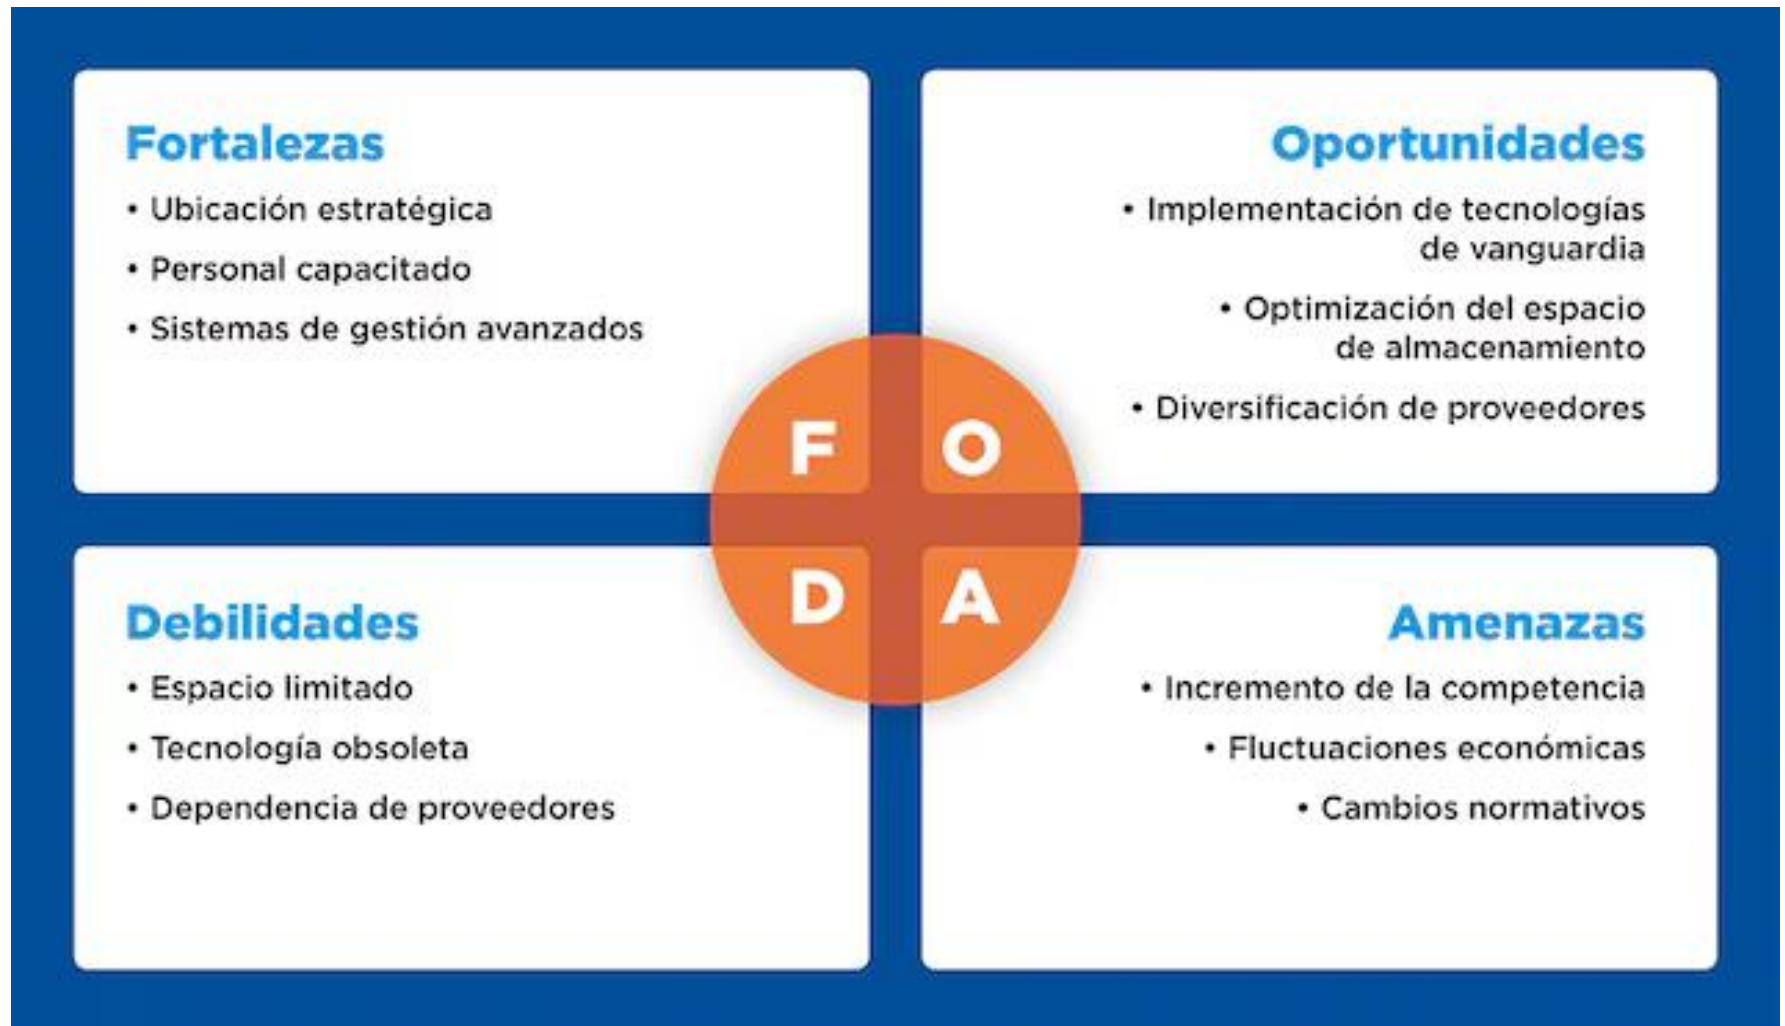 Fortalezas
• Ubicación estratégica
• Personal capacitado
• Sistemas de gestión avanzados
Oportunidades
• Implementación de tecnologías
de vanguardia
• Optimización del espacio
de almacenamiento
• Diversificación de proveedores
F O
D A
Debilidades
• Espacio limitado
• Tecnología obsoleta
• Dependencia de proveedores
Amenazas
• Incremento de la competencia
• Fluctuaciones económicas
• Cambios normativos